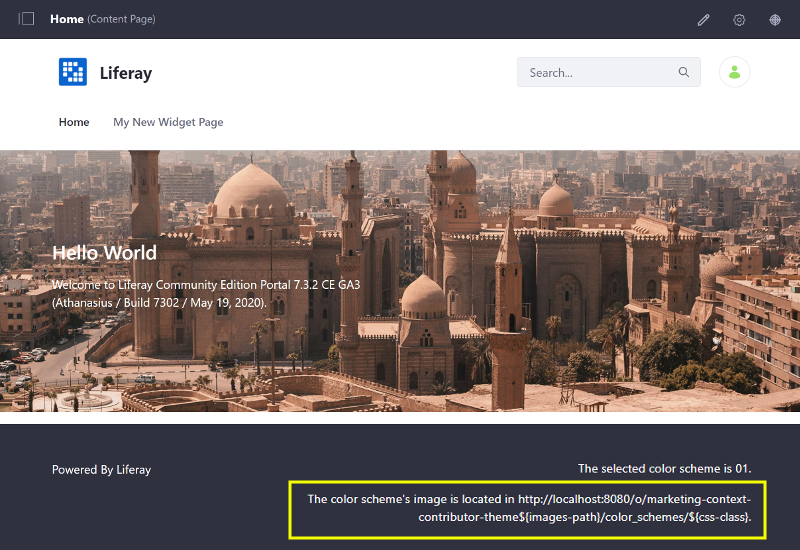 Home (Content Page)
Liferay
Search...
Home My New Widget Page
Hello World
Welcome to Liferay Community Edition Portal 7.3.2 CE GA3
(Athanasius / Build 7302 / May 19, 2020).
Powered By Liferay
The selected color scheme is 01.
The color scheme's image is located in http://localhost:8080/o/marketing-context-
contributor-theme${images-path}/color_schemes/${css-class}.